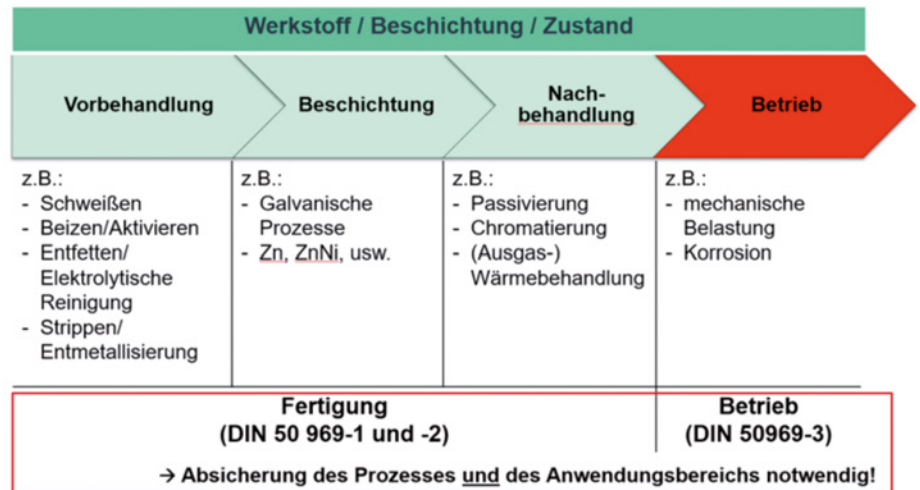 Werkstoff / Beschichtung / Zustand
Vorbehandlung
Beschichtung
Nach-
behandlung
Betrieb
z.B.:
- Schweißen
- Beizen/Aktivieren
- Entfetten/
Elektrolytische
Reinigung
- Strippen/
Entmetallisierung
z.B.:
- Galvanische
Prozesse
- Zn, ZnNi, usw.
z.B.:
- Passivierung
- Chromatierung
- (Ausgas-)
Wärmebehandlung
z.B.:
- mechanische
Belastung
- Korrosion
Fertigung
(DIN 50 969-1 und -2)
Betrieb
(DIN 50969-3)
→ Absicherung des Prozesses und des Anwendungsbereichs notwendig!